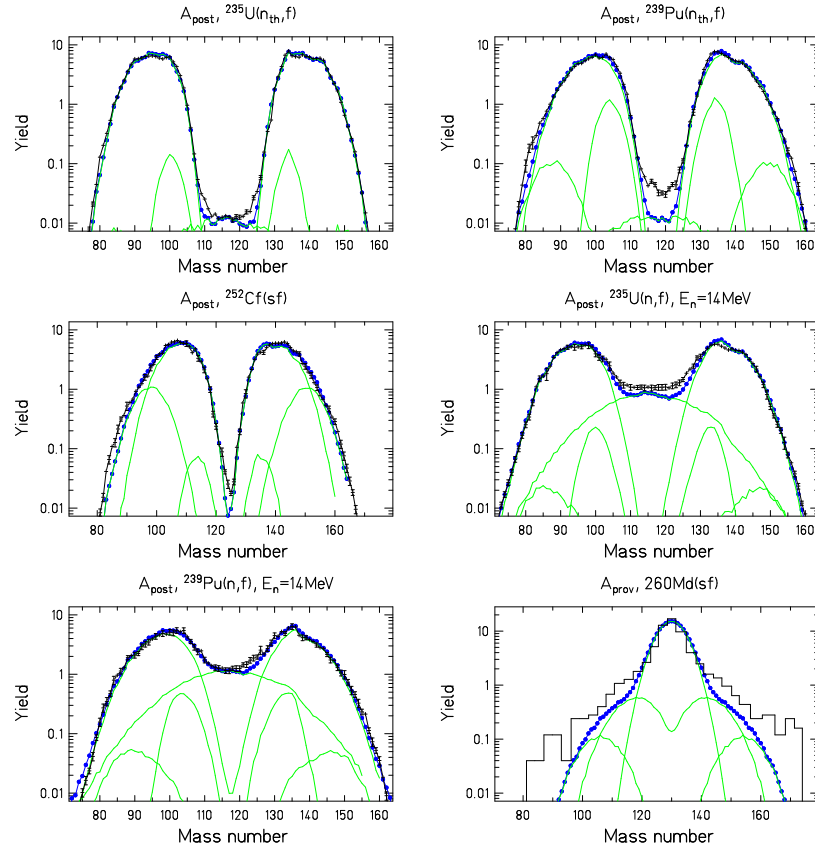 A_post, ²³⁵U(n_th,f)
Yield
10
1
0.1
0.01
80 90 100 110 120 130 140 150 160
Mass number
A_post, ²³⁹Pu(n_th,f)
Yield
10
1
0.1
0.01
80 90 100 110 120 130 140 150 160
Mass number
A_post, ²⁵²Cf(sf)
Yield
10
1
0.1
0.01
80 90 100 110 120 130 140 150 160
Mass number
A_post, ²³⁵U(n,f), E_n=14MeV
Yield
10
1
0.1
0.01
80 90 100 110 120 130 140 150 160
Mass number
A_post, ²³⁹Pu(n,f), E_n=14MeV
Yield
10
1
0.1
0.01
80 90 100 110 120 130 140 150 160
Mass number
A_prov, 260Md(sf)
Yield
10
1
0.1
0.01
80 100 120 140 160
Mass number